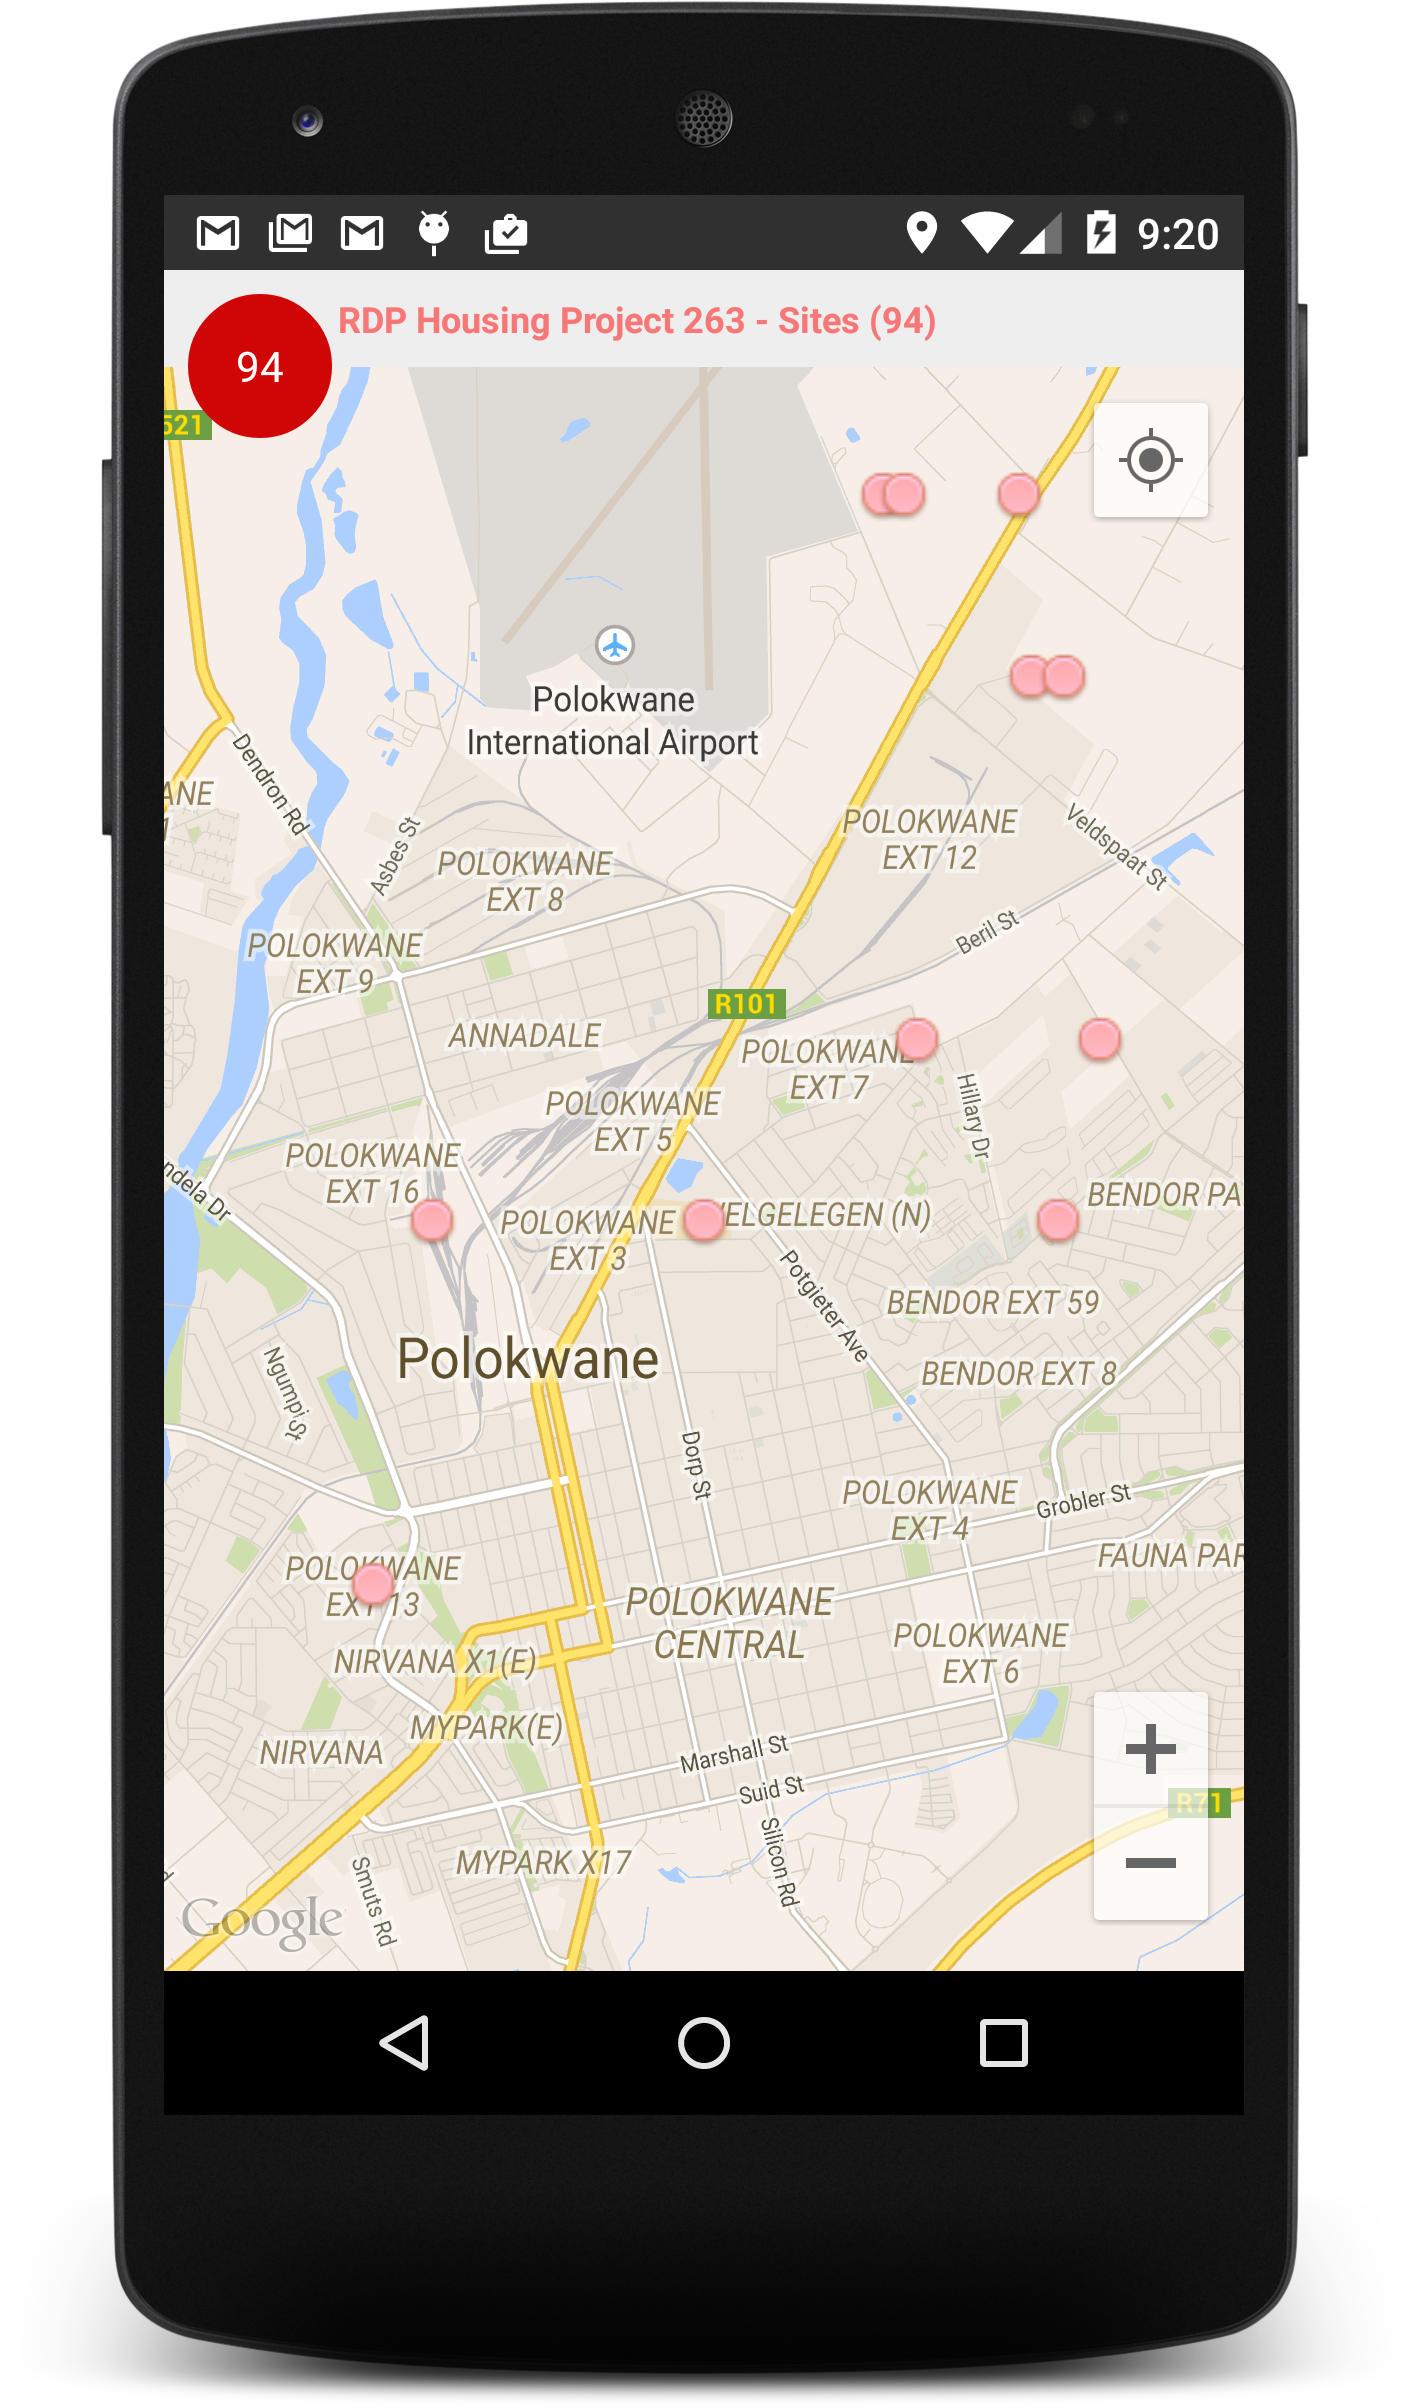 9:20
94
RDP Housing Project 263 - Sites (94)
521
Polokwane
International Airport
Dendron Rd
ANE
Asbes St
POLOKWANE
EXT 8
POLOKWANE
EXT 12
Veldspaat St
POLOKWANE
EXT 9
Beril St
R101
ANNADALE
POLOKWANE
EXT 7
POLOKWANE
EXT 5
Hillary Dr
POLOKWANE
EXT 16
ndela Dr
BENDOR PA
POLOKWANE
EXT 3
ELGELEGEN (N)
Potgieter Ave
BENDOR EXT 59
Polokwane
Ngumpi St
BENDOR EXT 8
Dorp St
POLOKWANE
EXT 4
Grobler St
FAUNA PAR
POLOKWANE
EXT 13
POLOKWANE
CENTRAL
POLOKWANE
EXT 6
NIRVANA X1(E)
MYPARK(E)
NIRVANA
Marshall St
Suid St
R71
MYPARK X17
Silicon Rd
Smuts Rd
Google